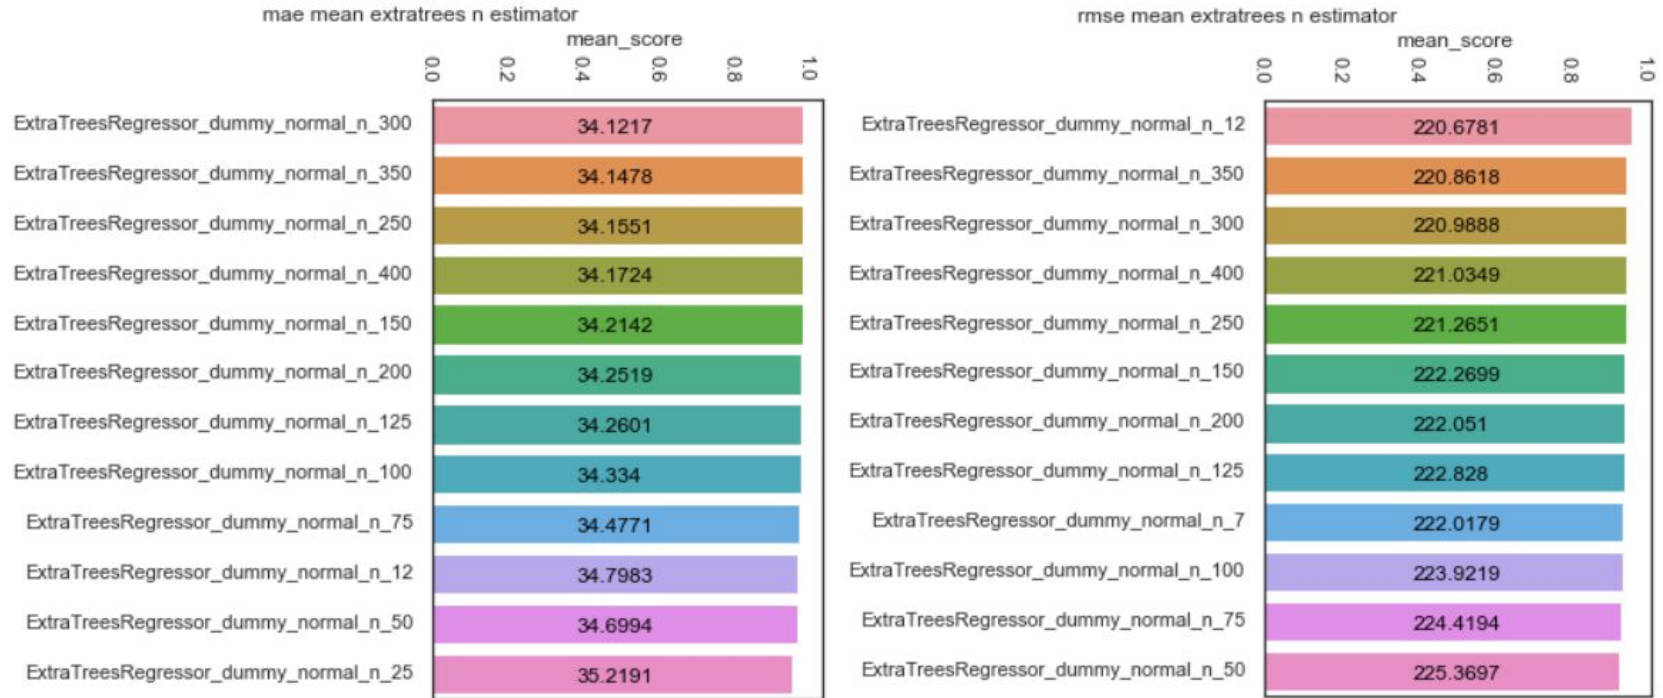 mae mean extratrees n estimator
mean_score
0.0 0.2 0.4 0.6 0.8 1.0
ExtraTreesRegressor_dummy_normal_n_300 34.1217
ExtraTreesRegressor_dummy_normal_n_350 34.1478
ExtraTreesRegressor_dummy_normal_n_250 34.1551
ExtraTreesRegressor_dummy_normal_n_400 34.1724
ExtraTreesRegressor_dummy_normal_n_150 34.2142
ExtraTreesRegressor_dummy_normal_n_200 34.2519
ExtraTreesRegressor_dummy_normal_n_125 34.2601
ExtraTreesRegressor_dummy_normal_n_100 34.334
ExtraTreesRegressor_dummy_normal_n_75 34.4771
ExtraTreesRegressor_dummy_normal_n_12 34.7983
ExtraTreesRegressor_dummy_normal_n_50 34.6994
ExtraTreesRegressor_dummy_normal_n_25 35.2191
rmse mean extratrees n estimator
mean_score
0.0 0.2 0.4 0.6 0.8 1.0
ExtraTreesRegressor_dummy_normal_n_12 220.6781
ExtraTreesRegressor_dummy_normal_n_350 220.8618
ExtraTreesRegressor_dummy_normal_n_300 220.9888
ExtraTreesRegressor_dummy_normal_n_400 221.0349
ExtraTreesRegressor_dummy_normal_n_250 221.2651
ExtraTreesRegressor_dummy_normal_n_150 222.2699
ExtraTreesRegressor_dummy_normal_n_200 222.051
ExtraTreesRegressor_dummy_normal_n_125 222.828
ExtraTreesRegressor_dummy_normal_n_7 222.0179
ExtraTreesRegressor_dummy_normal_n_100 223.9219
ExtraTreesRegressor_dummy_normal_n_75 224.4194
ExtraTreesRegressor_dummy_normal_n_50 225.3697